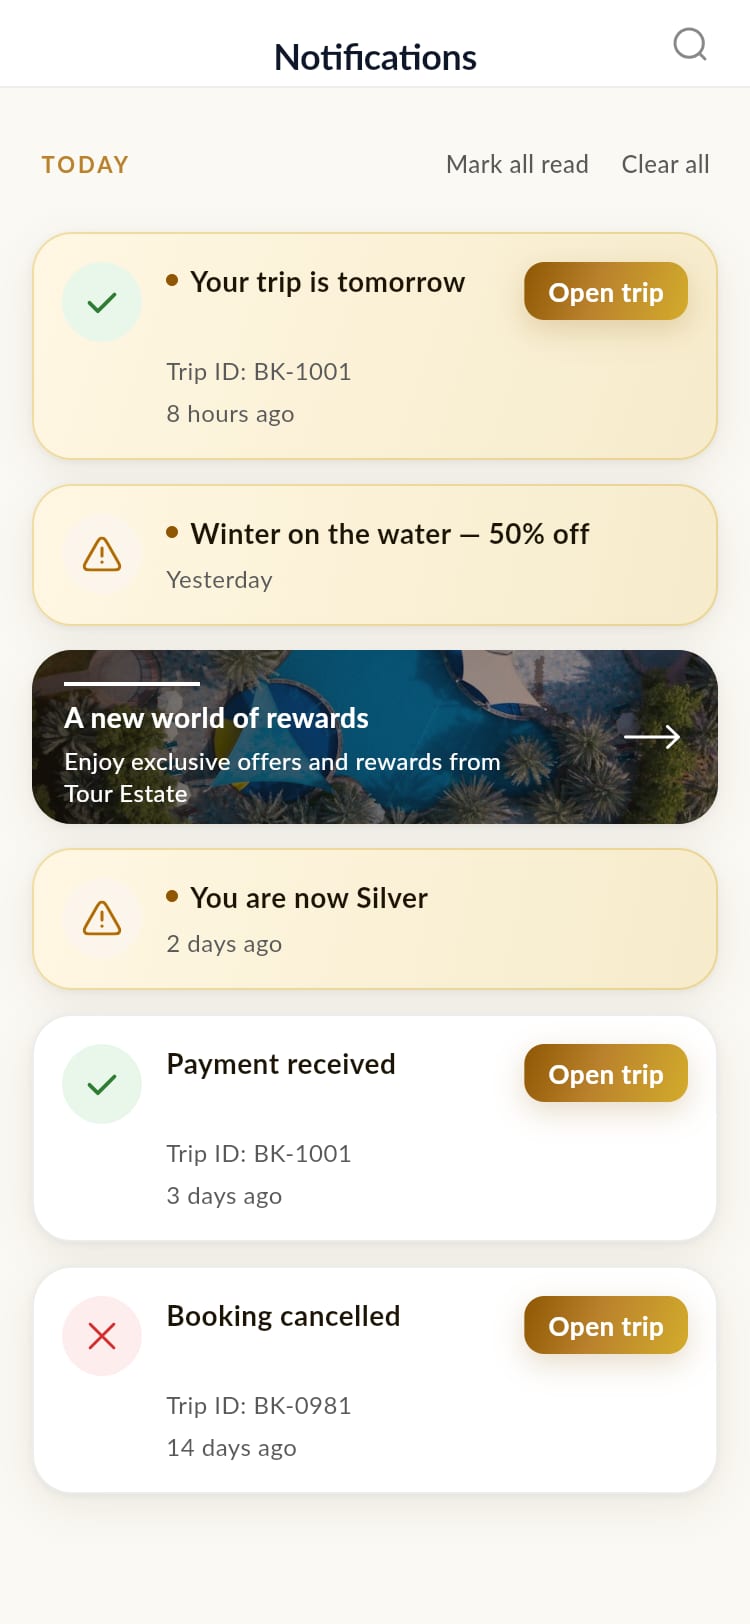 Notifications
TODAY
Mark all read
Clear all
Your trip is tomorrow
Open trip
Trip ID: BK-1001
8 hours ago
Winter on the water — 50% off
Yesterday
A new world of rewards
Enjoy exclusive offers and rewards from
Tour Estate
You are now Silver
2 days ago
Payment received
Open trip
Trip ID: BK-1001
3 days ago
Booking cancelled
Open trip
Trip ID: BK-0981
14 days ago